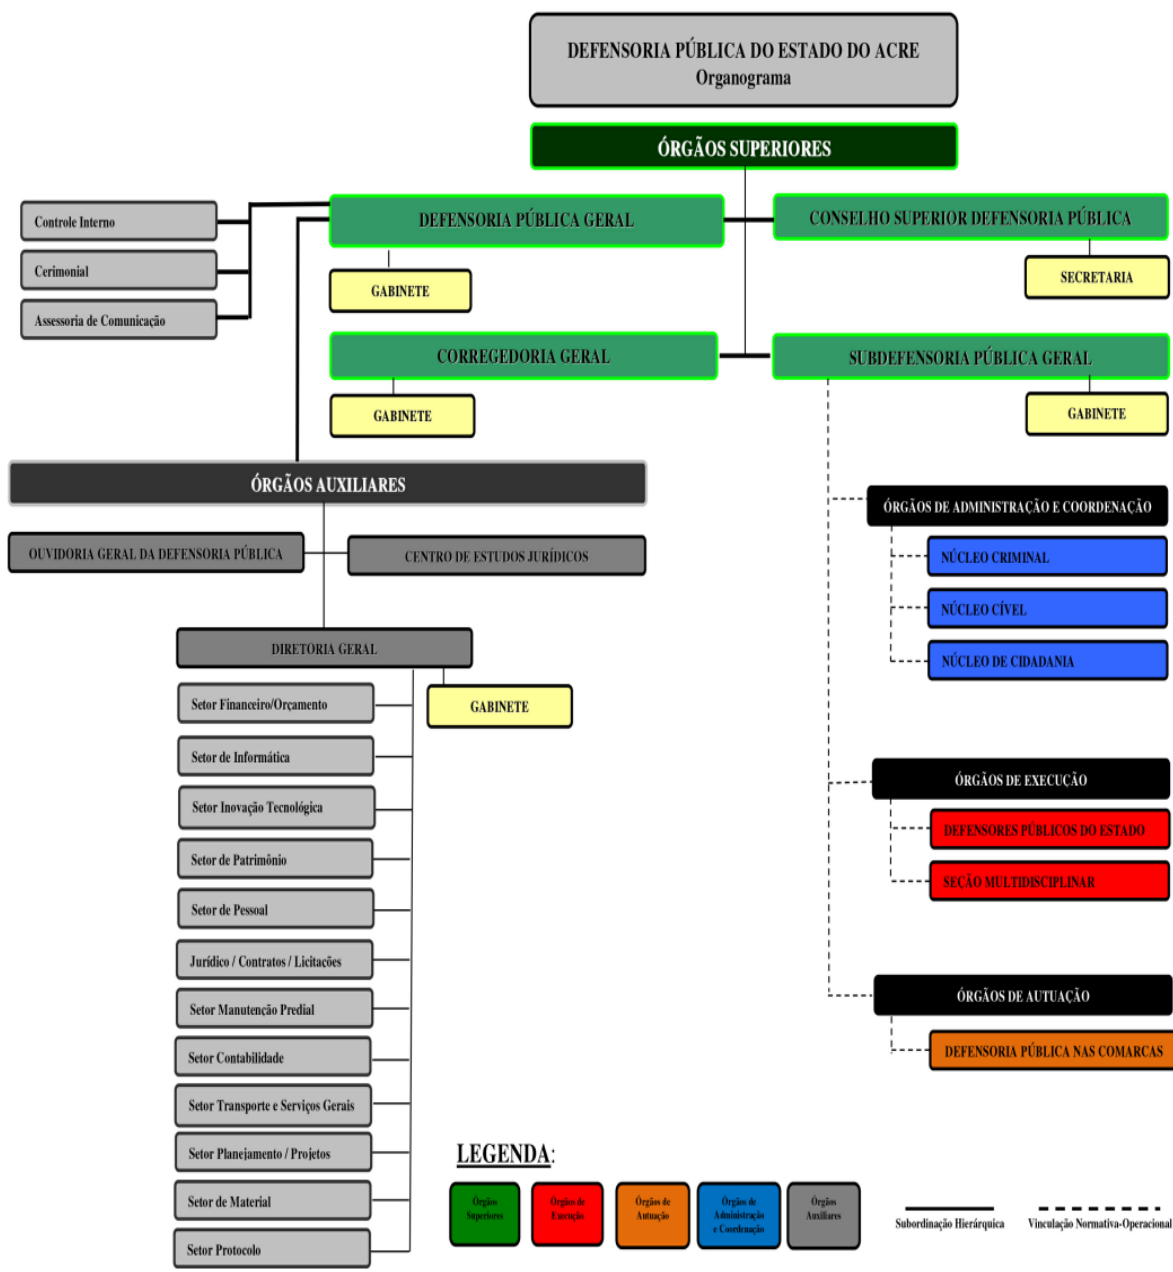 DEFENSORIA PÚBLICA DO ESTADO DO ACRE
Organograma
ÓRGÃOS SUPERIORES
DEFENSORIA PÚBLICA GERAL
CONSELHO SUPERIOR DEFENSORIA PÚBLICA
Controle Interno
Cerimonial
Assessoria de Comunicação
GABINETE
SECRETARIA
CORREGEDORIA GERAL
SUBDEFENSORIA PÚBLICA GERAL
GABINETE
GABINETE
ÓRGÃOS AUXILIARES
OUVIDORIA GERAL DA DEFENSORIA PÚBLICA
CENTRO DE ESTUDOS JURÍDICOS
DIRETORIA GERAL
GABINETE
Setor Financeiro/Orçamento
Setor de Informática
Setor Inovação Tecnológica
Setor de Patrimônio
Setor de Pessoal
Jurídico / Contratos / Licitações
Setor Manutenção Predial
Setor Contabilidade
Setor Transporte e Serviços Gerais
Setor Planejamento / Projetos
Setor de Material
Setor Protocolo
ÓRGÃOS DE ADMINISTRAÇÃO E COORDENAÇÃO
NÚCLEO CRIMINAL
NÚCLEO CÍVEL
NÚCLEO DE CIDADANIA
ÓRGÃOS DE EXECUÇÃO
DEFENSORES PÚBLICOS DO ESTADO
SEÇÃO MULTIDISCIPLINAR
ÓRGÃOS DE AUTUAÇÃO
DEFENSORIA PÚBLICA NAS COMARCAS
LEGENDA:
Órgãos
Superiores
Órgãos de
Execução
Órgãos de
Autuação
Órgãos de
Administração
e Coordenação
Órgãos
Auxiliares
Subordinação Hierárquica
Vinculação Normativa-Operacional